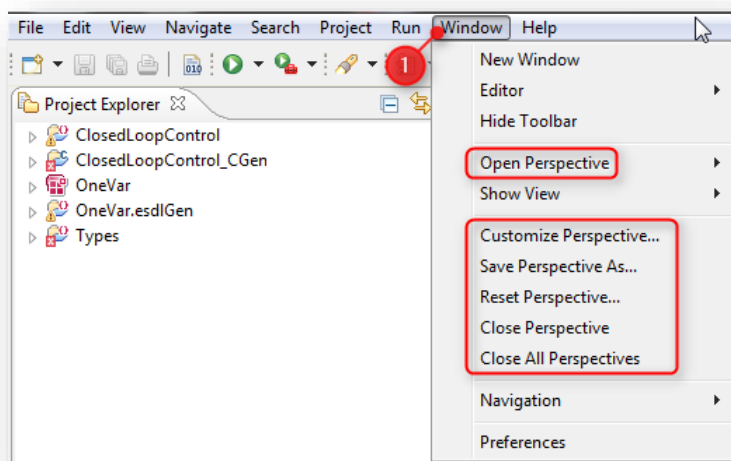 File Edit View Navigate Search Project Run Window Help
1
New Window
Editor
Hide Toolbar
Open Perspective
Show View
Customize Perspective...
Save Perspective As...
Reset Perspective...
Close Perspective
Close All Perspectives
Navigation
Preferences
010
Project Explorer
ClosedLoopControl
ClosedLoopControl_CGen
OneVar
OneVar.esdlGen
Types